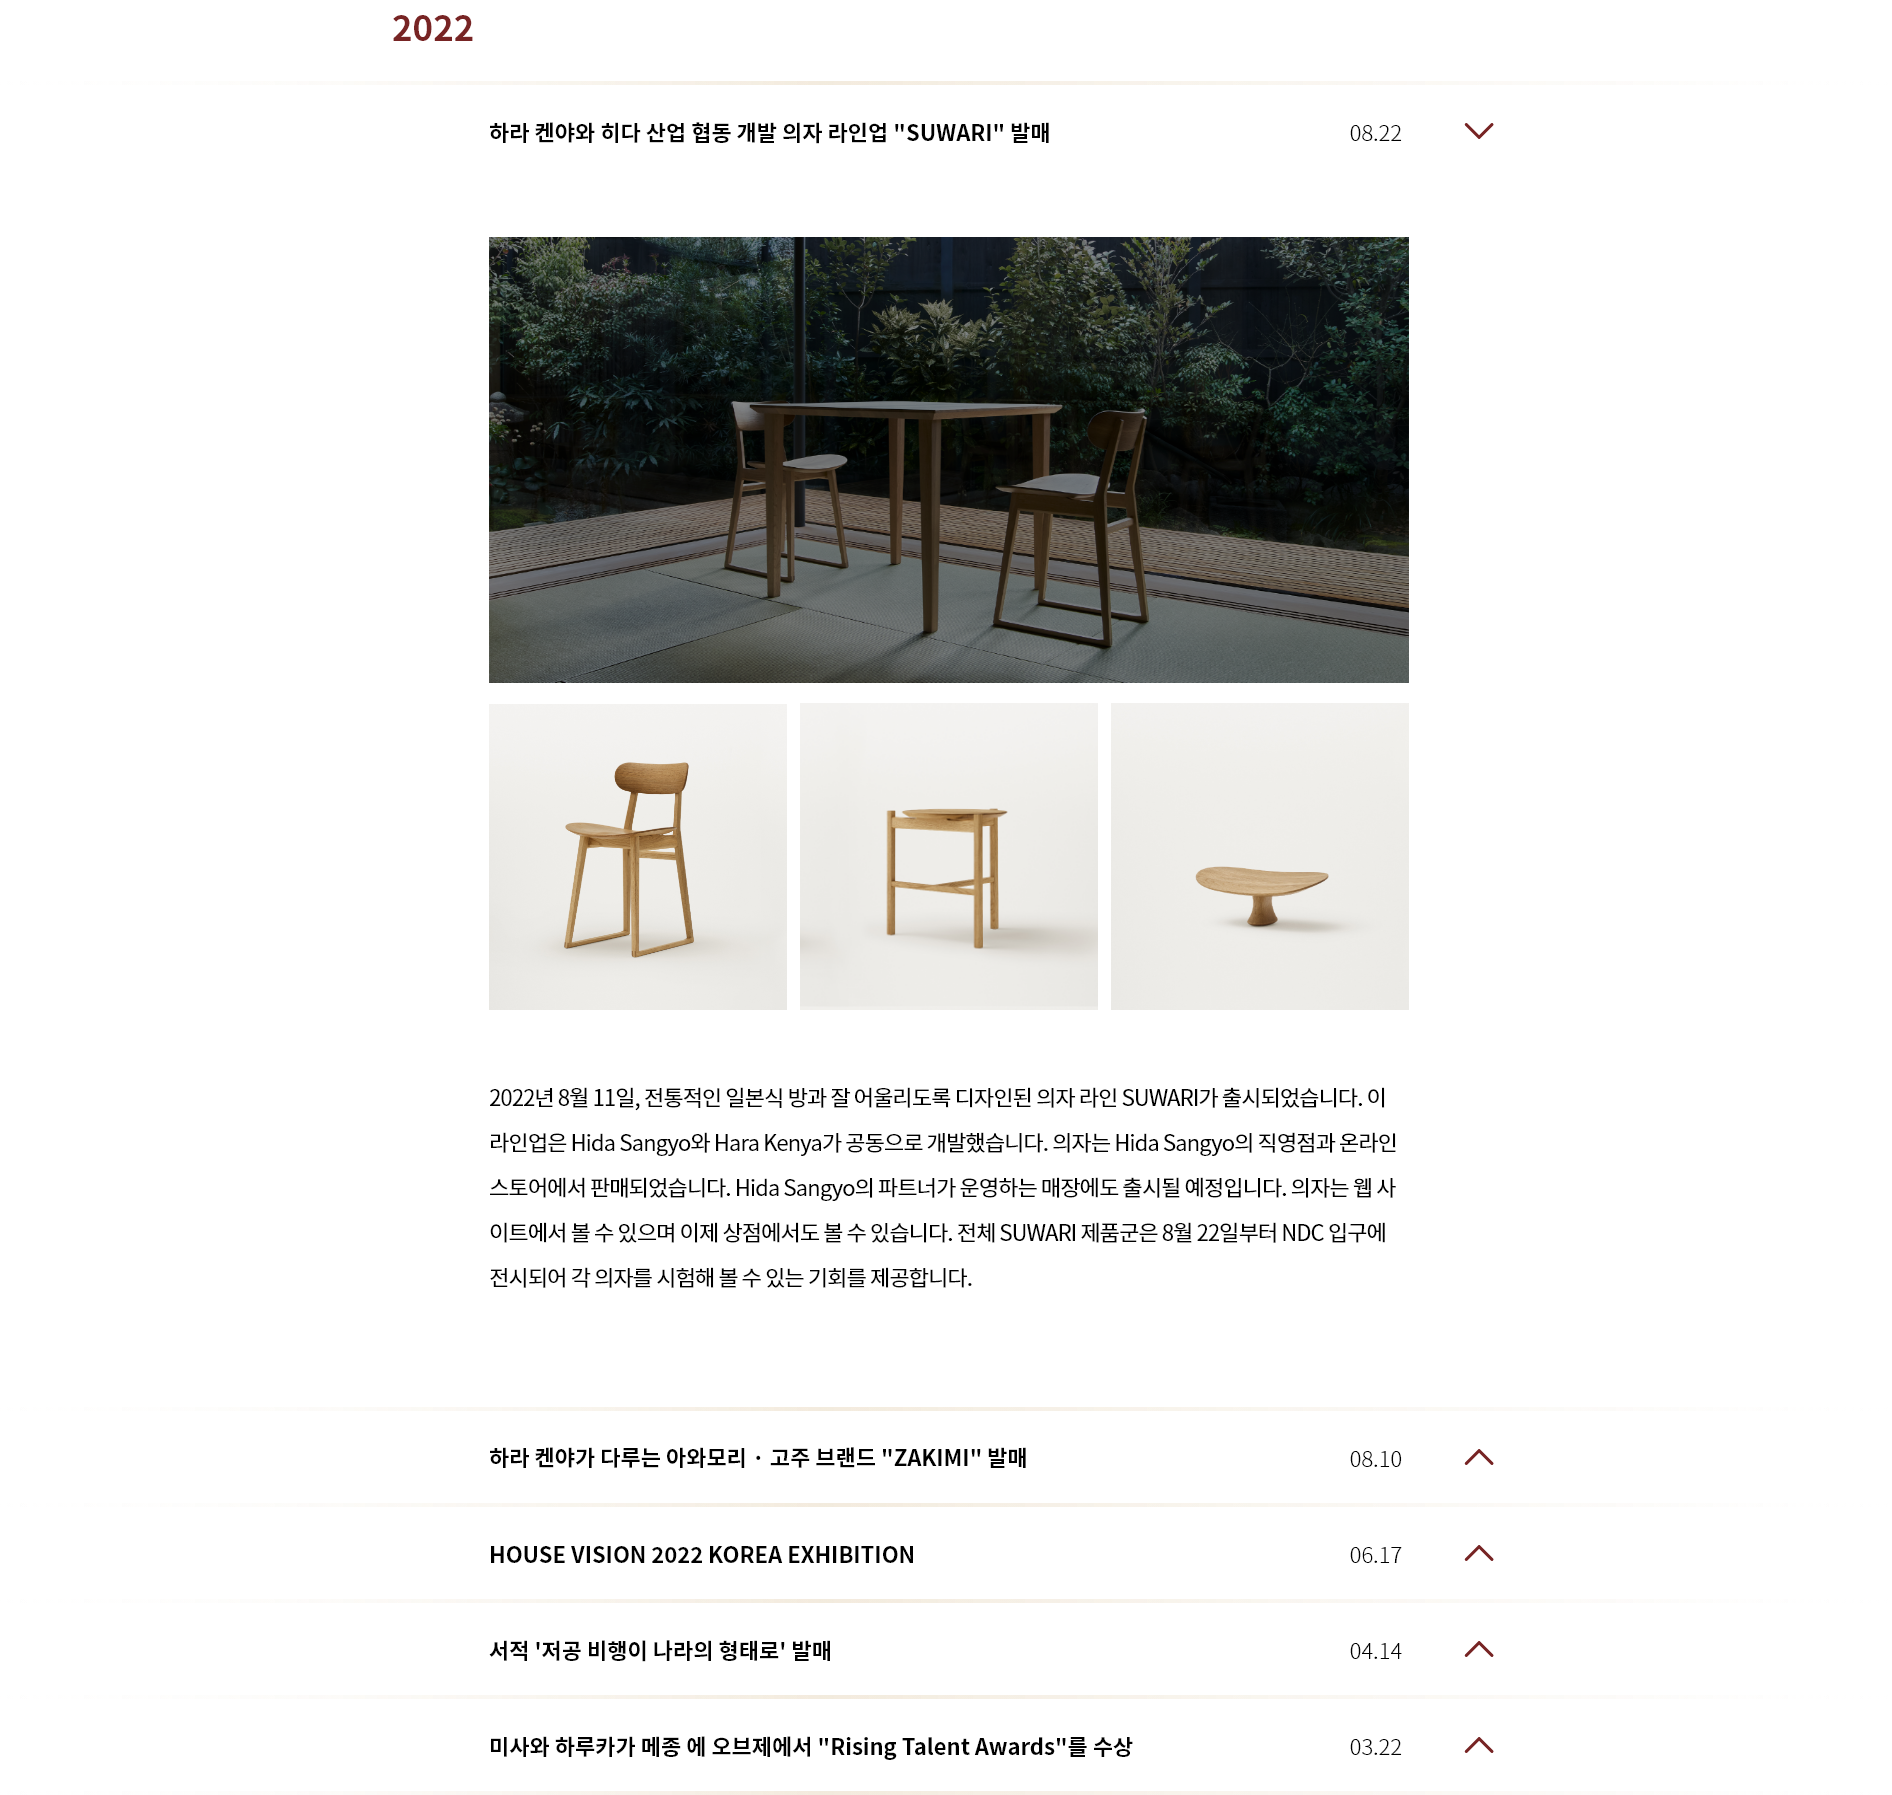 2022
하라 켄야와 히다 산업 협동 개발 의자 라인업 "SUWARI" 발매
08.22
2022년 8월 11일, 전통적인 일본식 방과 잘 어울리도록 디자인된 의자 라인 SUWARI가 출시되었습니다. 이
라인업은 Hida Sangyo와 Hara Kenya가 공동으로 개발했습니다. 의자는 Hida Sangyo의 직영점과 온라인
스토어에서 판매되었습니다. Hida Sangyo의 파트너가 운영하는 매장에도 출시될 예정입니다. 의자는 웹 사
이트에서 볼 수 있으며 이제 상점에서도 볼 수 있습니다. 전체 SUWARI 제품군은 8월 22일부터 NDC 입구에
전시되어 각 의자를 시험해 볼 수 있는 기회를 제공합니다.
하라 켄야가 다루는 아와모리 · 고주 브랜드 "ZAKIMI" 발매
08.10
HOUSE VISION 2022 KOREA EXHIBITION
06.17
서적 '저공 비행이 나라의 형태로' 발매
04.14
미사와 하루카가 메종 에 오브제에서 "Rising Talent Awards"를 수상
03.22